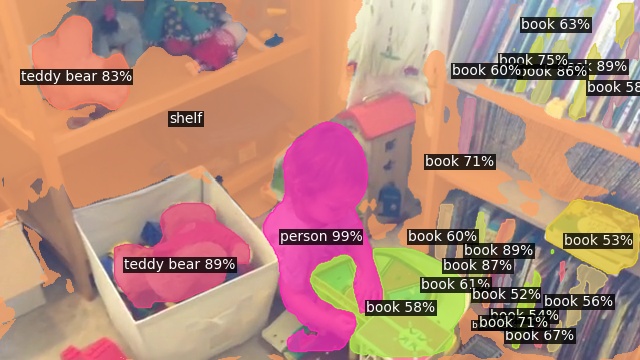 book 63%
teddy bear 83%
book 75%
book 60%
book 86%
89%
book 58
shelf
book 71%
person 99%
book 60%
book 53%
book 89%
teddy bear 89%
book 87%
book 61%
book 52%
book 56%
book 58%
book 54%
book 71%
book 67%